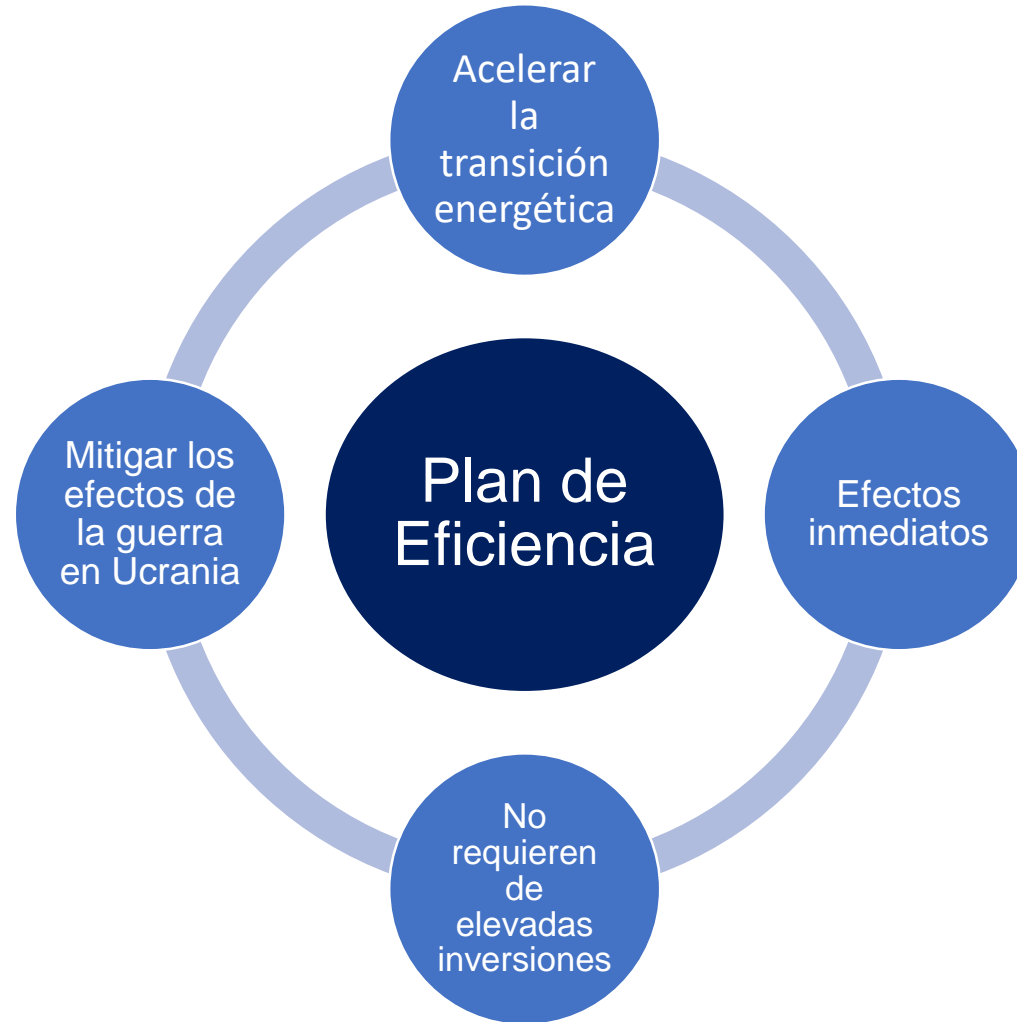 Acelerar
la
transición
energética
Mitigar los
efectos de
la guerra
en Ucrania
Plan de
Eficiencia
Efectos
inmediatos
No
requieren
de
elevadas
inversiones